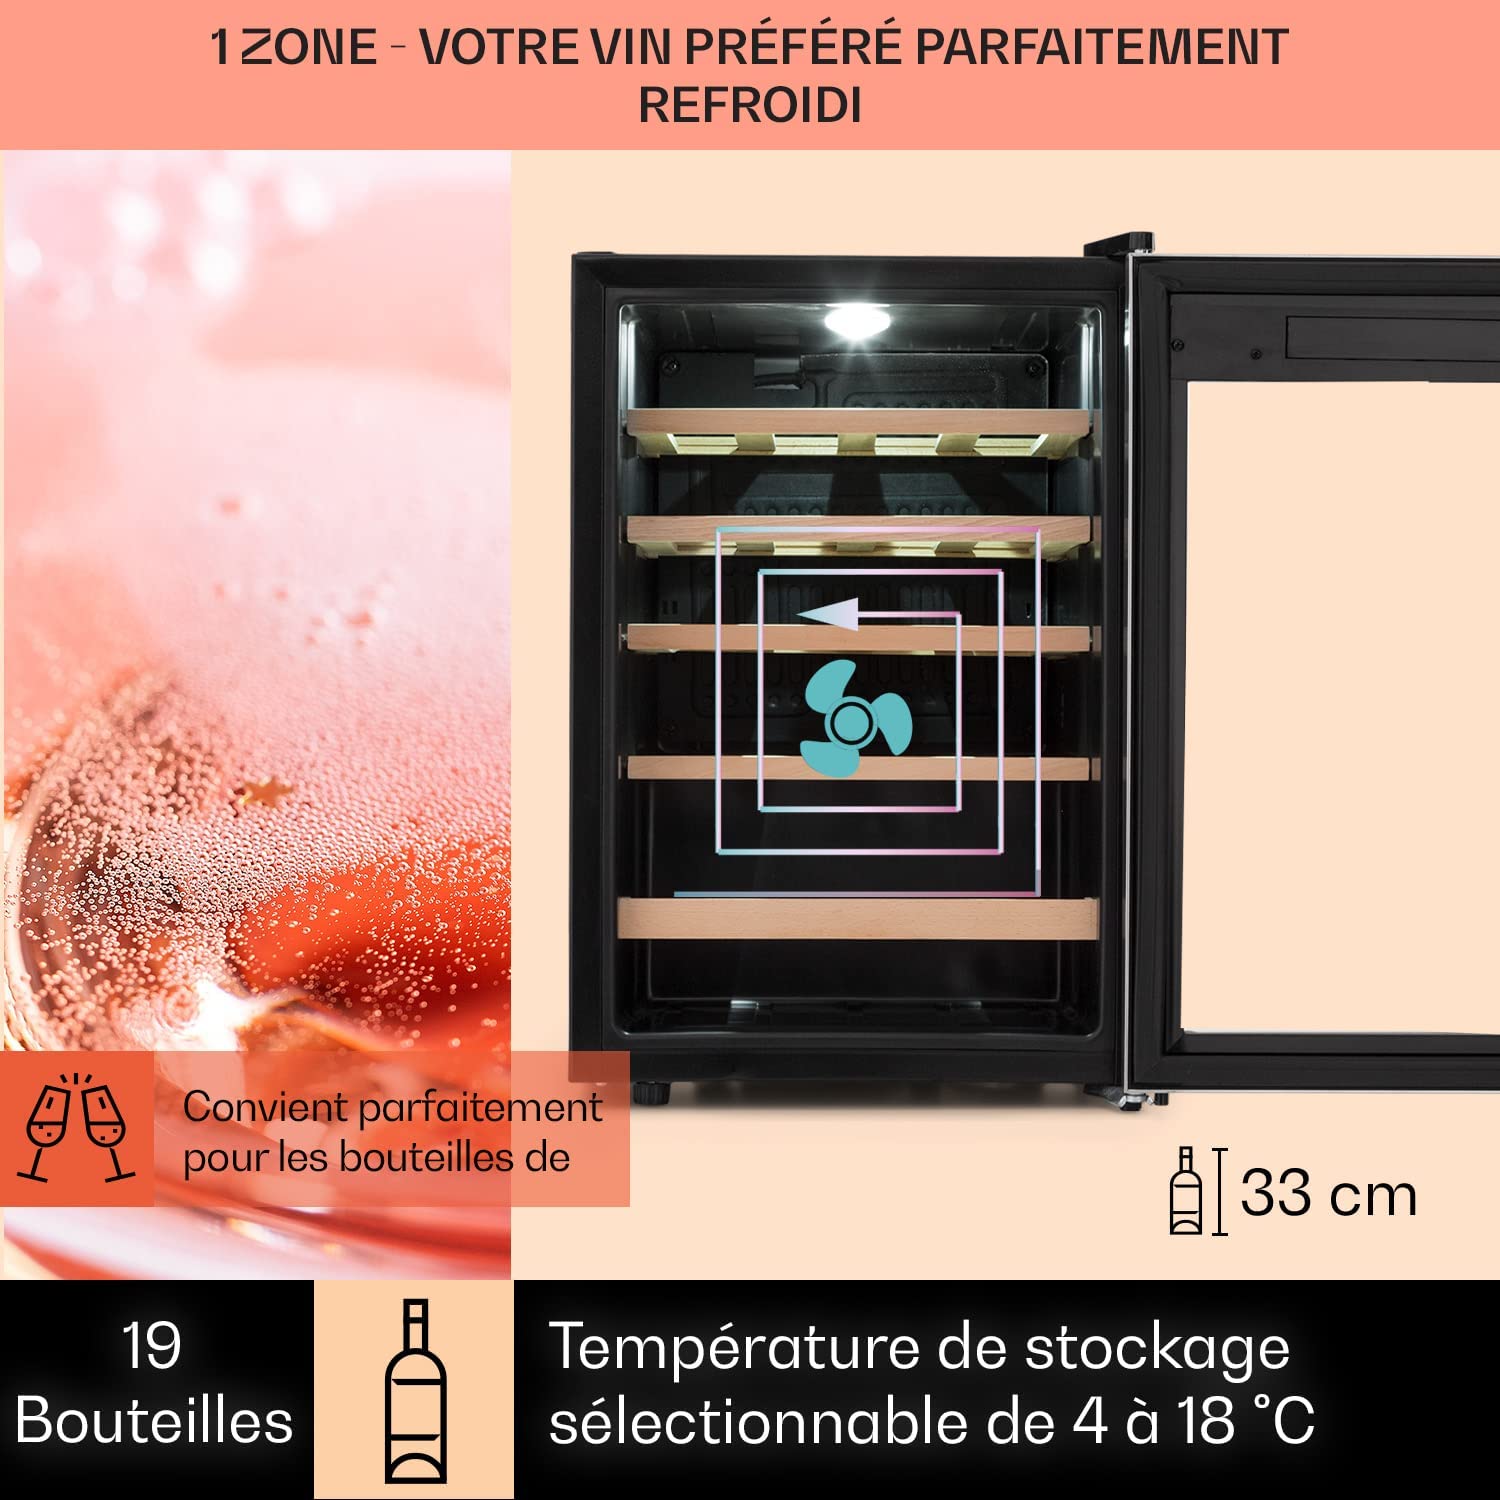 1 ZONE - VOTRE VIN PRÉFÉRÉ PARFAITEMENT
REFROIDI
Convient parfaitement
pour les bouteilles de
33 cm
19
Bouteilles
Température de stockage
sélectionnable de 4 à 18 °C